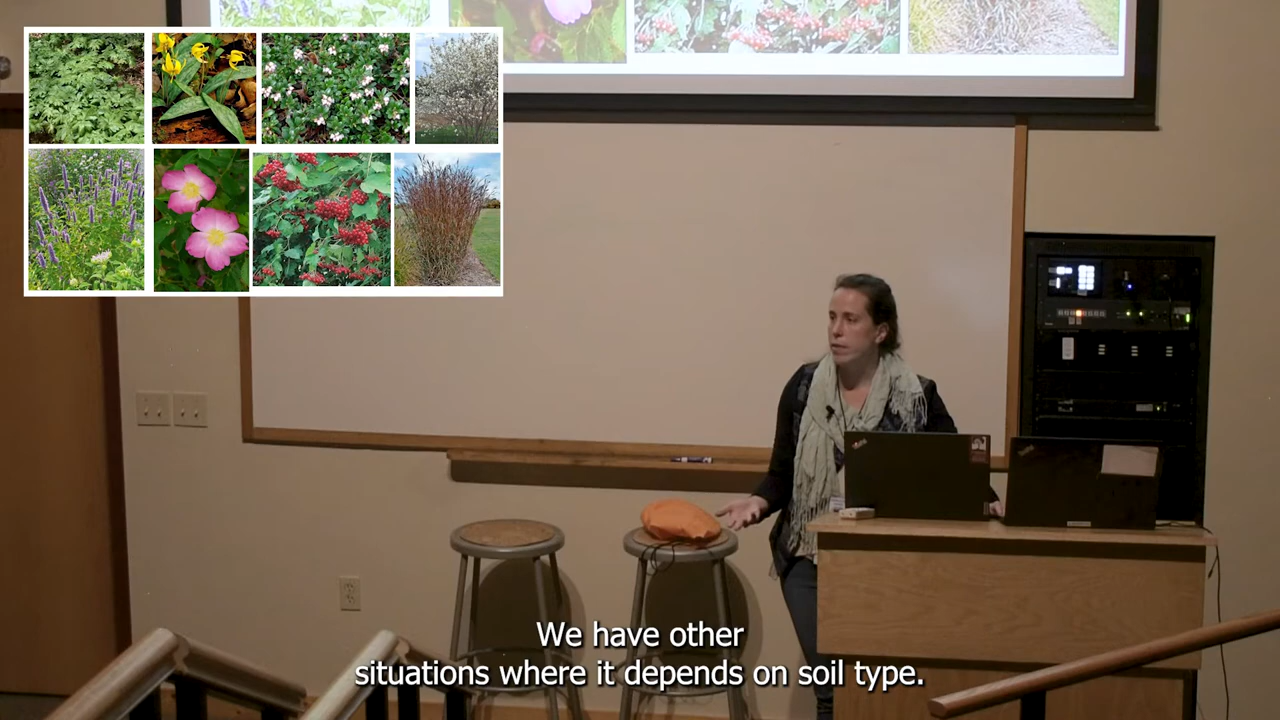 We have other
situations where it depends on soil type.